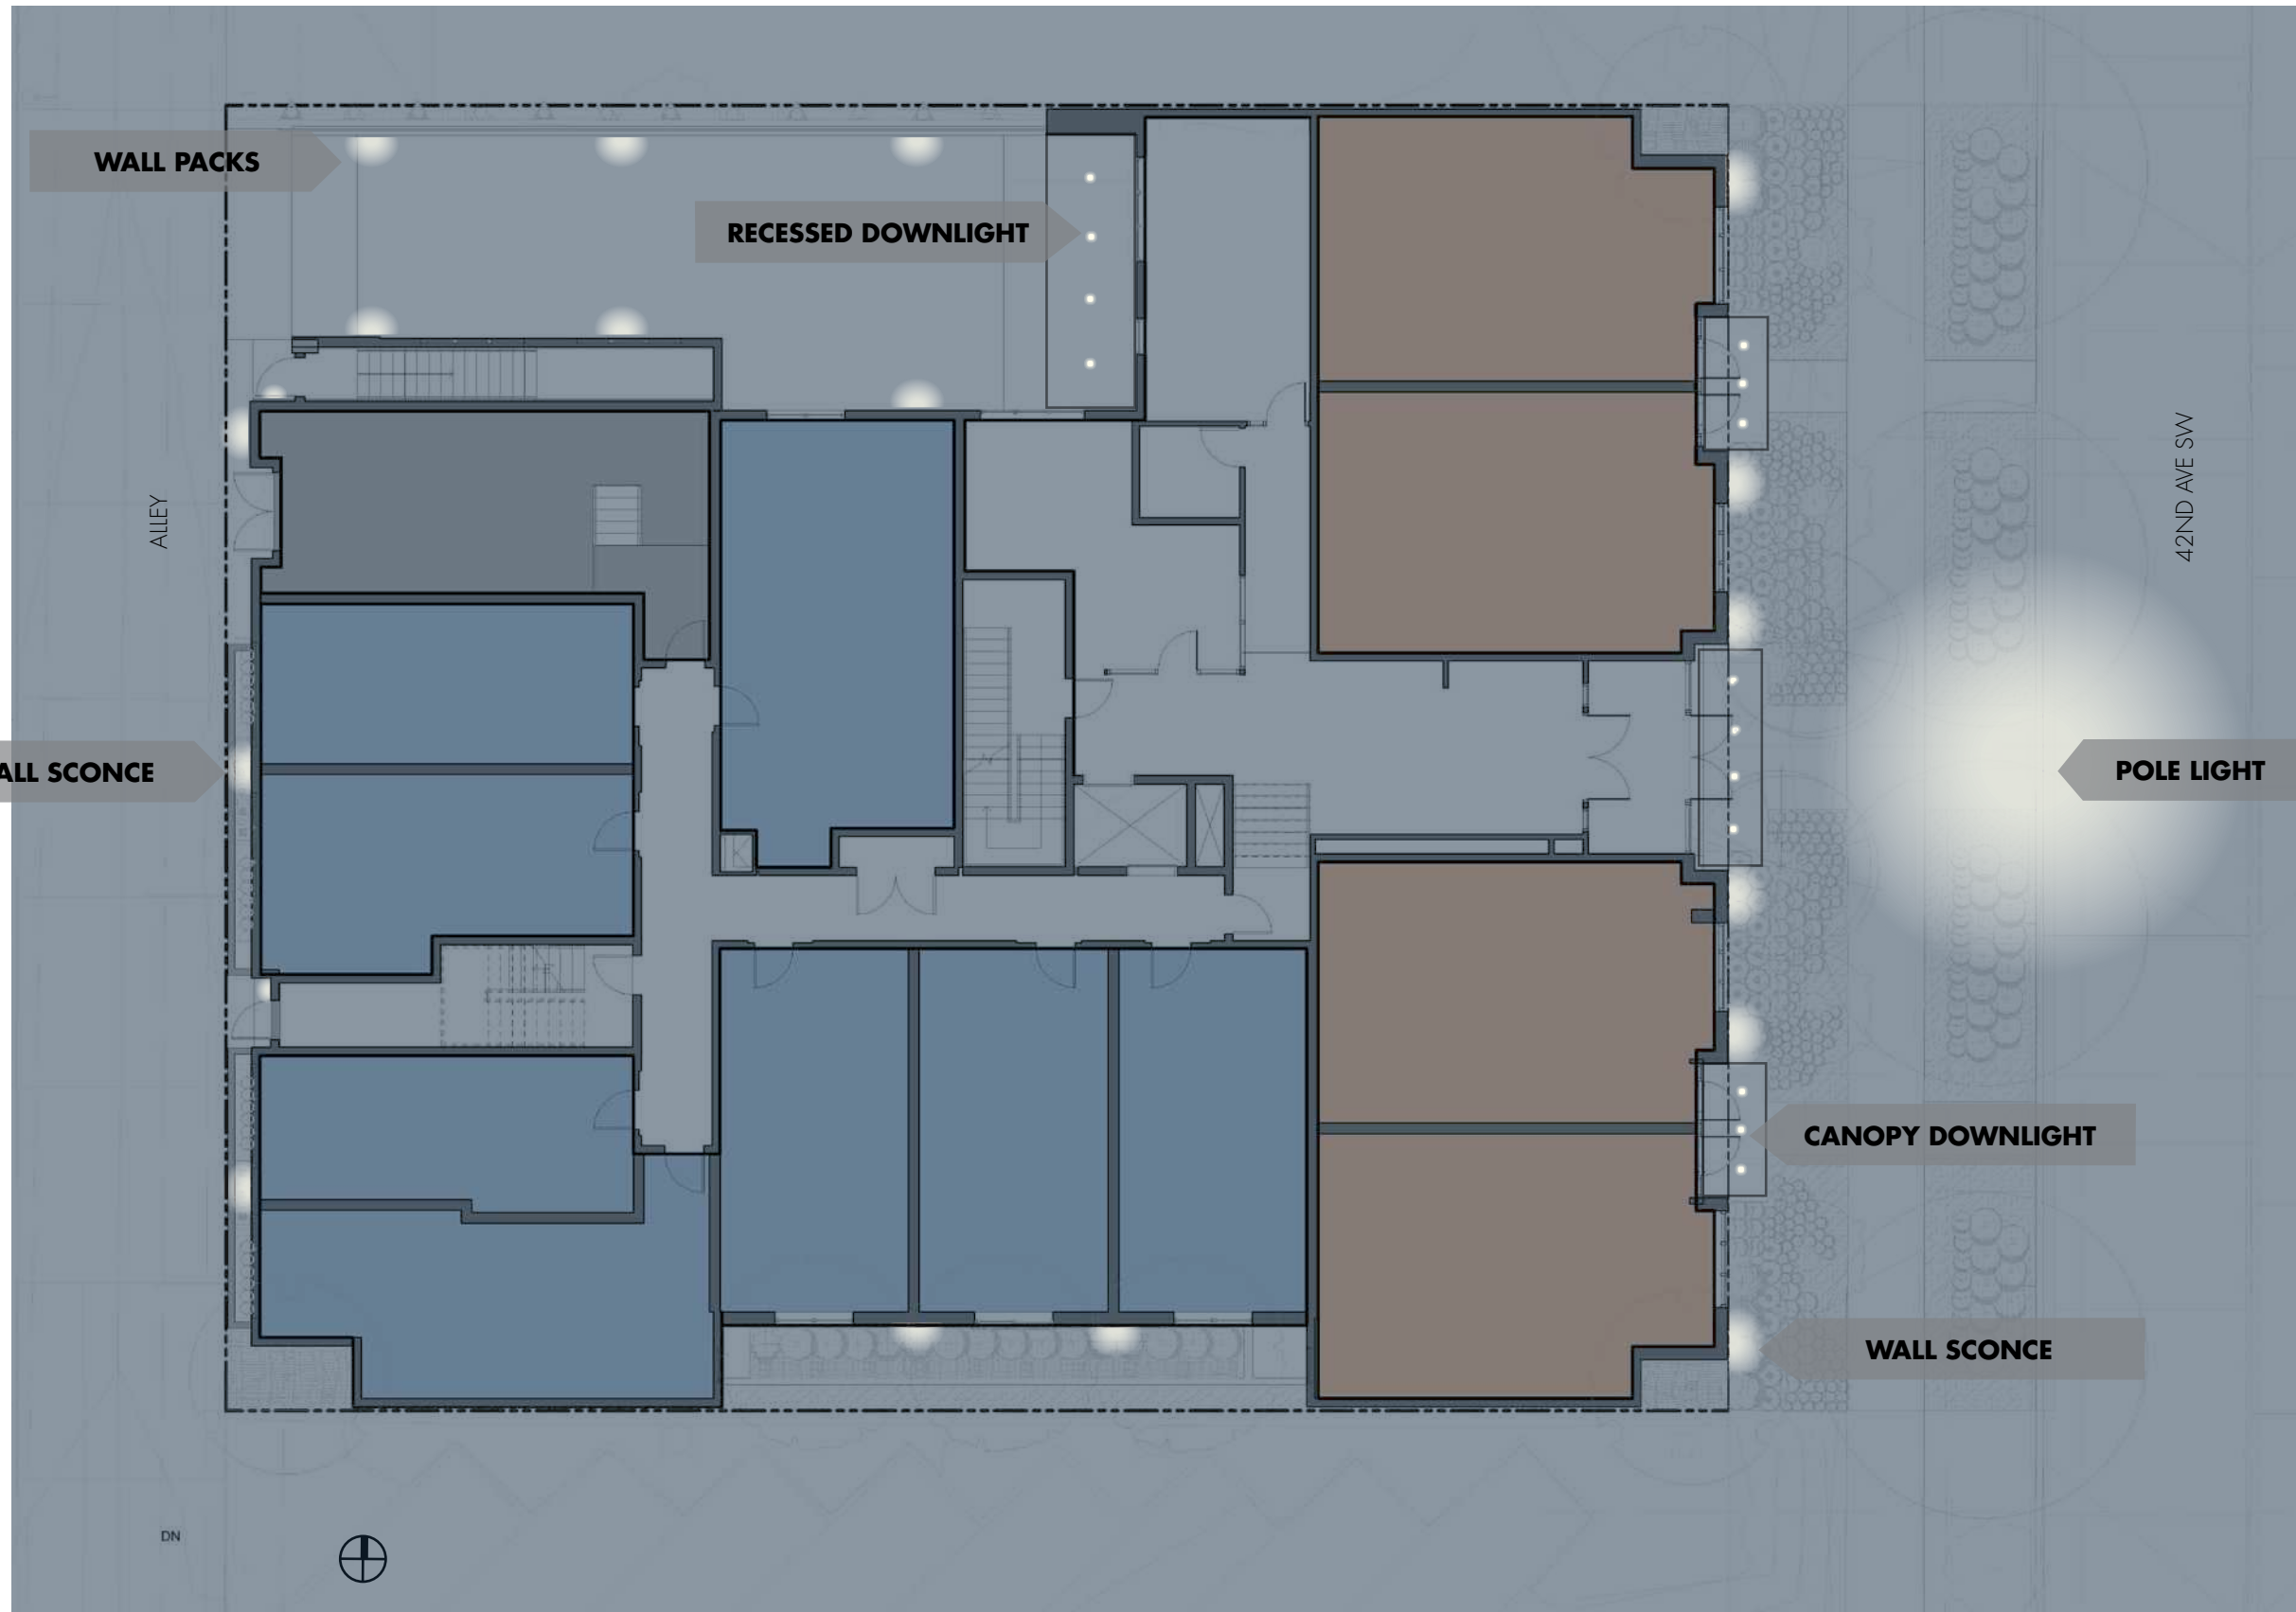 WALL PACKS
RECESSED DOWNLIGHT
ALLEY
42ND AVE SW
ALL SCONCE
POLE LIGHT
CANOPY DOWNLIGHT
WALL SCONCE
DN